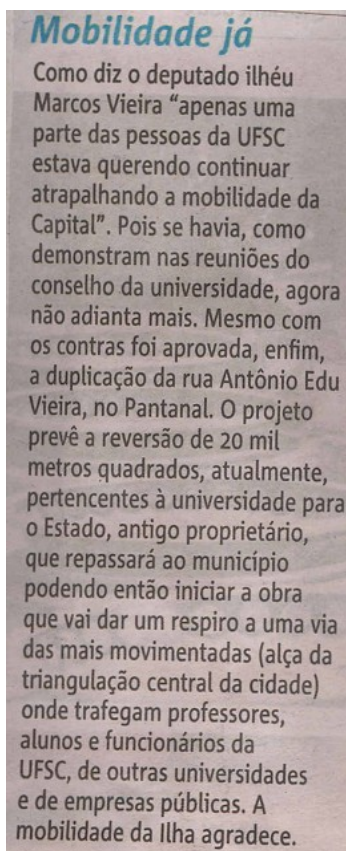 Mobilidade já
Como diz o deputado ilhéu
Marcos Vieira “apenas uma
parte das pessoas da UFSC
estava querendo continuar
atrapalhando a mobilidade da
Capital”. Pois se havia, como
demonstram nas reuniões do
conselho da universidade, agora
não adianta mais. Mesmo com
os contras foi aprovada, enfim,
a duplicação da rua Antônio Edu
Vieira, no Pantanal. O projeto
prevê a reversão de 20 mil
metros quadrados, atualmente,
pertencentes à universidade para
o Estado, antigo proprietário,
que repassará ao município
podendo então iniciar a obra
que vai dar um respiro a uma via
das mais movimentadas (alça da
triangulação central da cidade)
onde trafegam professores,
alunos e funcionários da
UFSC, de outras universidades
e de empresas públicas. A
mobilidade da Ilha agradece.